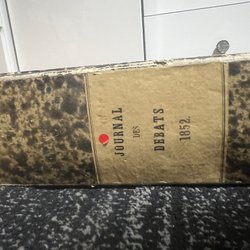 JOURNAL
DES
DEBATS
1852.